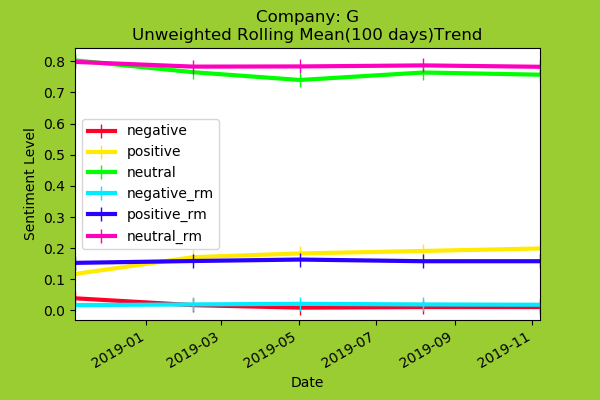 Company: G
Unweighted Rolling Mean(100 days)Trend
0.8
0.7
0.6
0.5
0.4
0.3
0.2
0.1
0.0
Sentiment Level
negative
positive
neutral
negative_rm
positive_rm
neutral_rm
2019-01
2019-03
2019-05
2019-07
2019-09
2019-11
Date